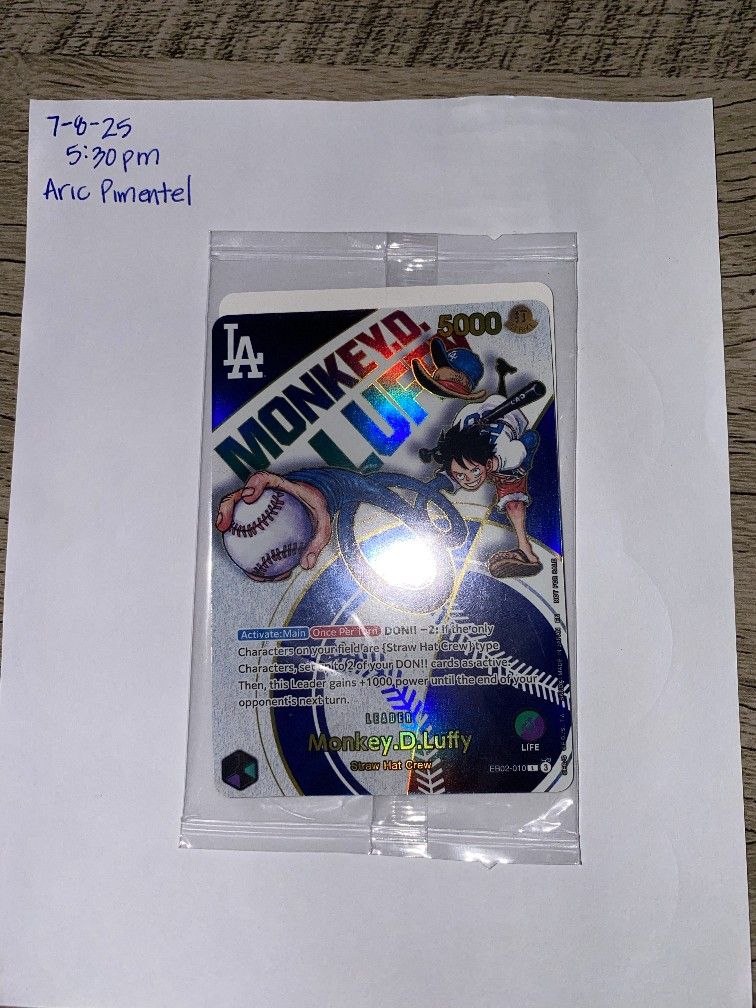 7-8-25
5:30pm
Aric Pimentel
LA
MONKEY.D.
5000
Activate:Main Once Per Turn DON!! −2: If the only
Characters on your field are {Straw Hat Crew} type
Characters, set up to 2 of your DON!! cards as active.
Then, this Leader gains +1000 power until the end of your
opponent's next turn.
LEADER
Monkey.D.Luffy
Straw Hat Crew
LIFE
EB02-010 L
NOT FOR SALE